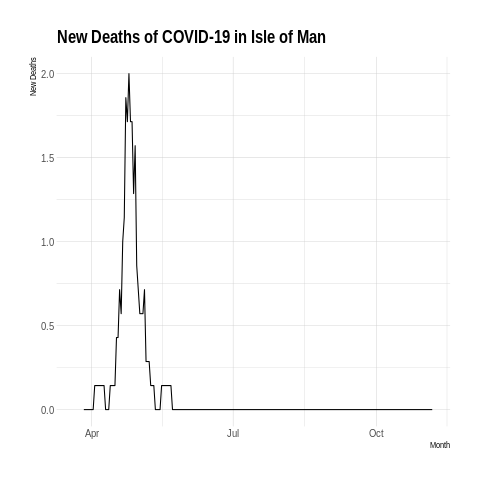 New Deaths of COVID-19 in Isle of Man
New Deaths
2.0
1.5
1.0
0.5
0.0
Apr Jul Oct
Month